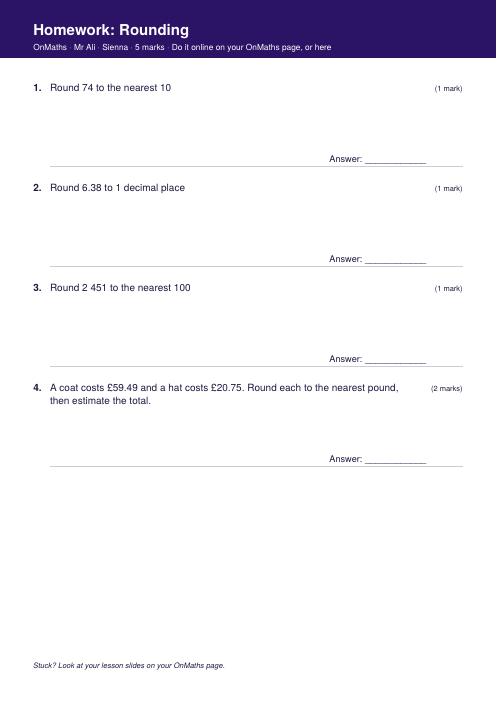 Homework: Rounding
OnMaths · Mr Ali · Sienna · 5 marks · Do it online on your OnMaths page, or here
1. Round 74 to the nearest 10 (1 mark)
Answer: ____________
2. Round 6.38 to 1 decimal place (1 mark)
Answer: ____________
3. Round 2 451 to the nearest 100 (1 mark)
Answer: ____________
4. A coat costs £59.49 and a hat costs £20.75. Round each to the nearest pound, (2 marks)
then estimate the total.
Answer: ____________
Stuck? Look at your lesson slides on your OnMaths page.